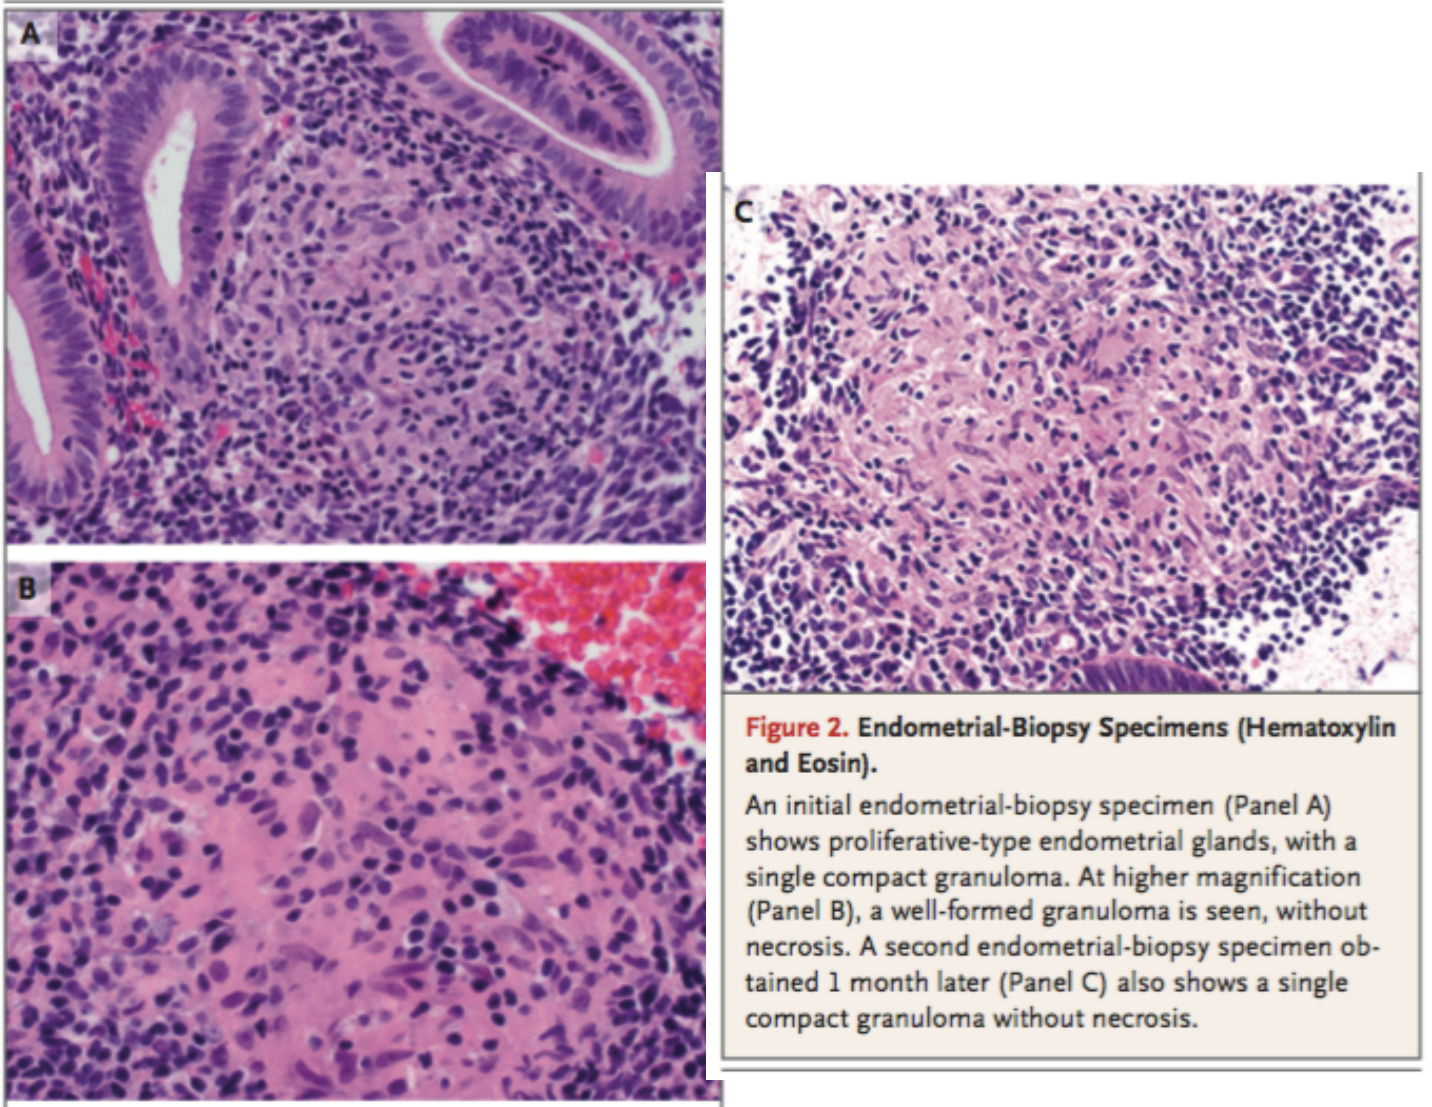 A
B
C
Figure 2. Endometrial-Biopsy Specimens (Hematoxylin
and Eosin).
An initial endometrial-biopsy specimen (Panel A)
shows proliferative-type endometrial glands, with a
single compact granuloma. At higher magnification
(Panel B), a well-formed granuloma is seen, without
necrosis. A second endometrial-biopsy specimen ob-
tained 1 month later (Panel C) also shows a single
compact granuloma without necrosis.